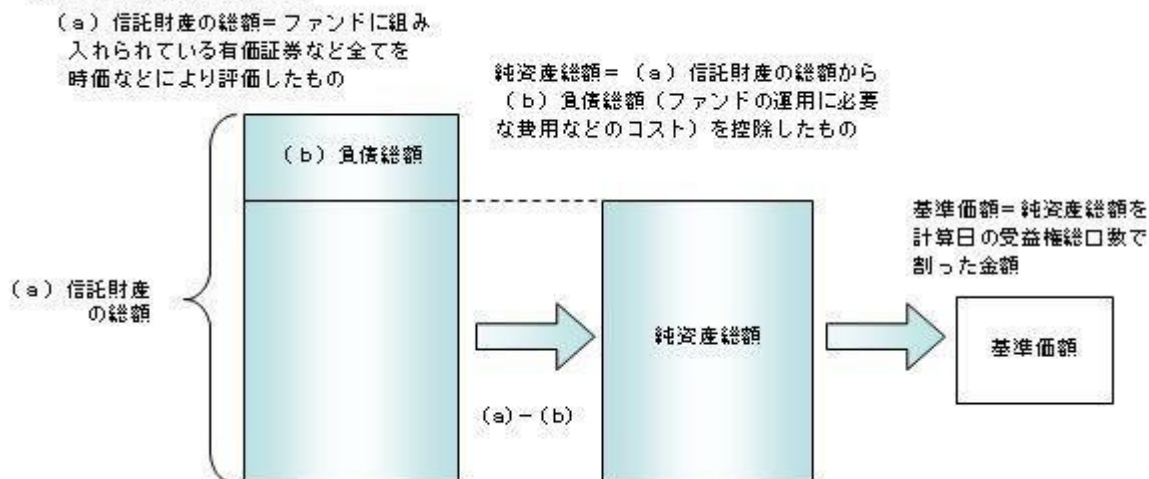 (a)信託財産の総額=ファンドに組み
入れられている有価証券など全てを
時価などにより評価したもの
純資産総額=(a)信託財産の総額から
(b)負債総額(ファンドの運用に必要
な費用などのコスト)を控除したもの
(b)負債総額
基準価額=純資産総額を
計算日の受益権総口数で
割った金額
(a)信託財産
の総額
純資産総額
基準価額
(a)-(b)